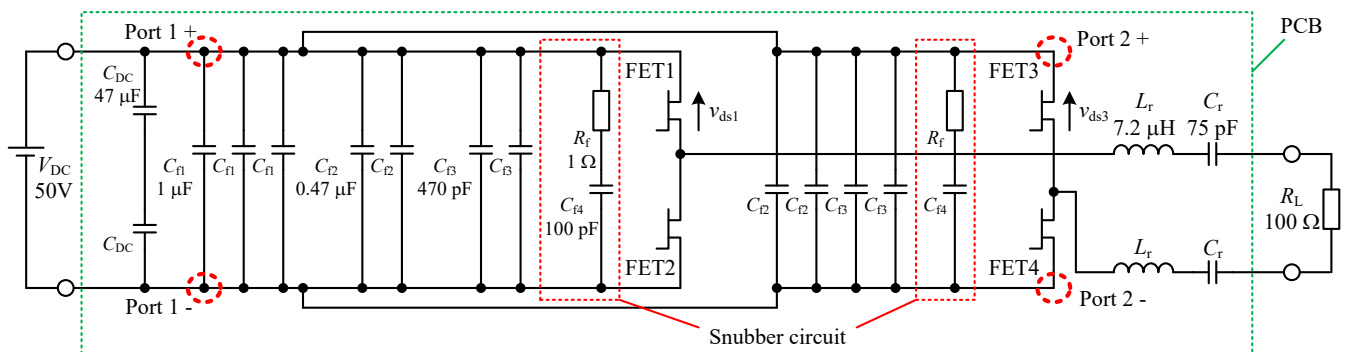 Port 1 +
Port 2 +
PCB
C_DC
47 μF
FET1
FET3
v_ds1
v_ds3
L_r
7.2 μH
C_r
75 pF
R_f
1 Ω
R_f
V_DC
50V
C_f1
1 μF
C_f1
C_f1
C_f2
0.47 μF
C_f2
C_f3
470 pF
C_f3
C_f4
100 pF
C_f2
C_f2
C_f3
C_f3
C_f4
R_L
100 Ω
C_DC
FET2
FET4
L_r
C_r
Port 1 -
Port 2 -
Snubber circuit